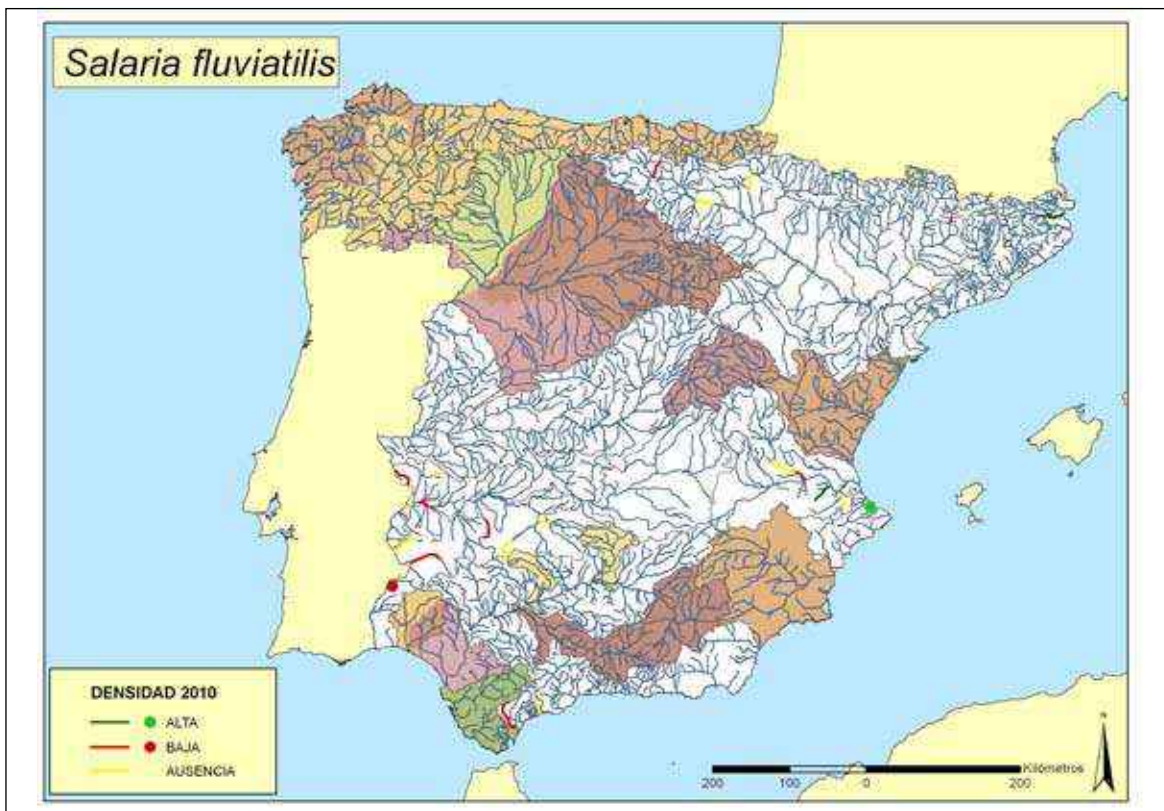 Salaria fluviatilis
DENSIDAD 2010
ALTA
BAJA
AUSENCIA
N
Kilómetros
200 100 0 200